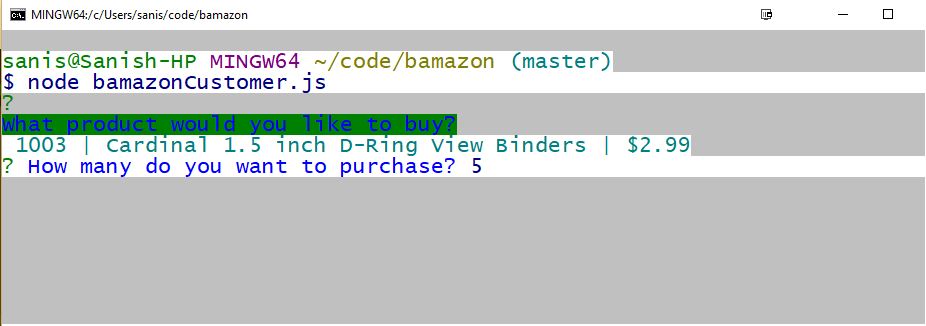 MINGW64:/c/Users/sanis/code/bamazon
sanis@Sanish-HP MINGW64 ~/code/bamazon (master)
$ node bamazonCustomer.js
?
What product would you like to buy?
1003 | Cardinal 1.5 inch D-Ring View Binders | $2.99
? How many do you want to purchase? 5